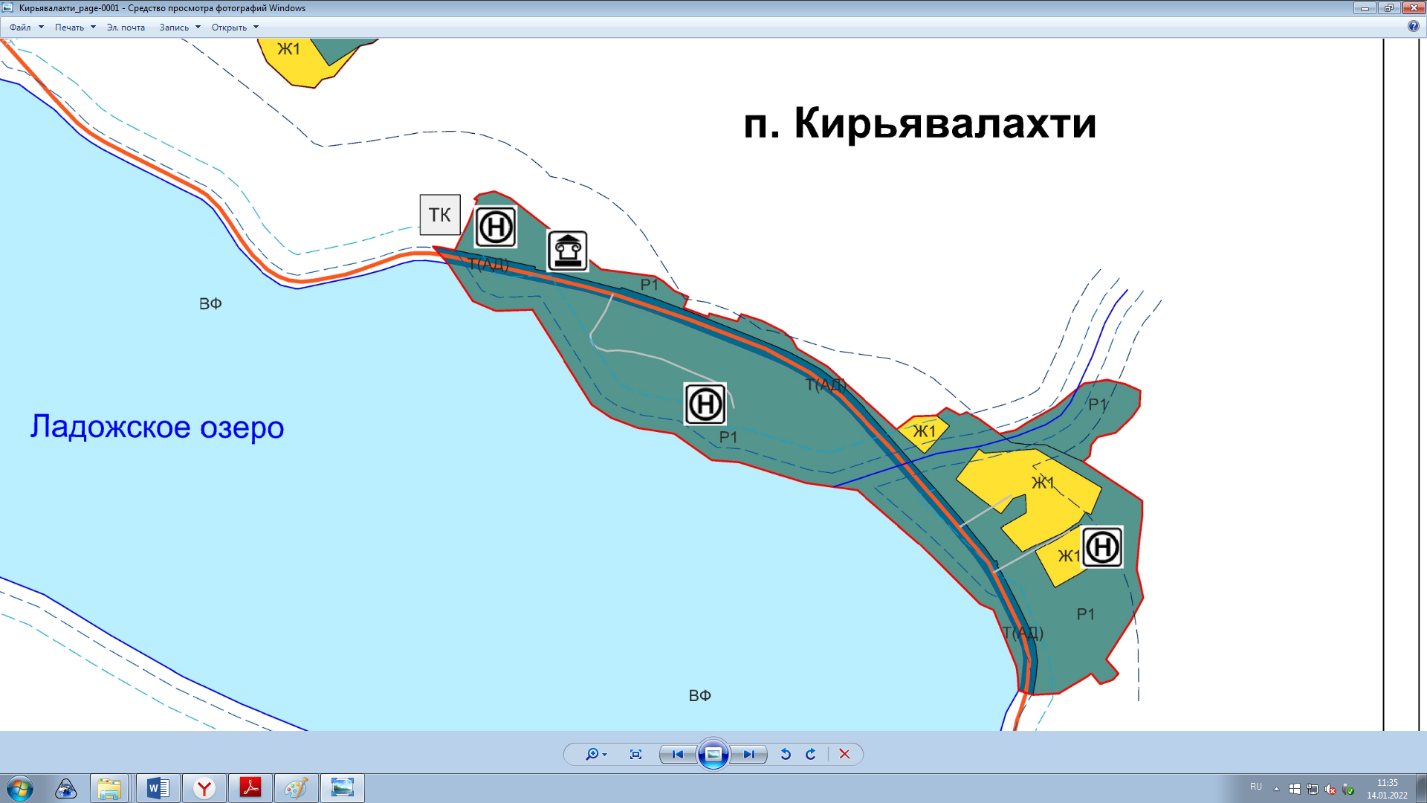 Кирьявалахти_page-0001 - Средство просмотра фотографий Windows
Файл Печать Эл. почта Запись Открыть
Ж1
п. Кирьявалахти
ТК
Н
Т(АД)
Р1
ВФ
Т(АД)
Н
Р1
Р1
Ж1
Ладожское озеро
Ж1
Ж1
Н
Р1
Т(АД)
ВФ
RU
11:35
14.01.2022